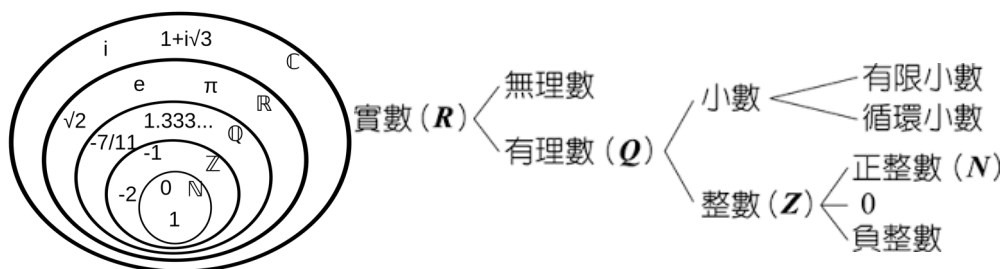 i 1+i√3 ℂ
e π ℝ
√2 1.333... ℚ
-7/11 -1 ℤ
-2 0 ℕ
1
實數(R)
無理數
有理數(Q)
小數
有限小數
循環小數
整數(Z)
正整數(N)
0
負整數